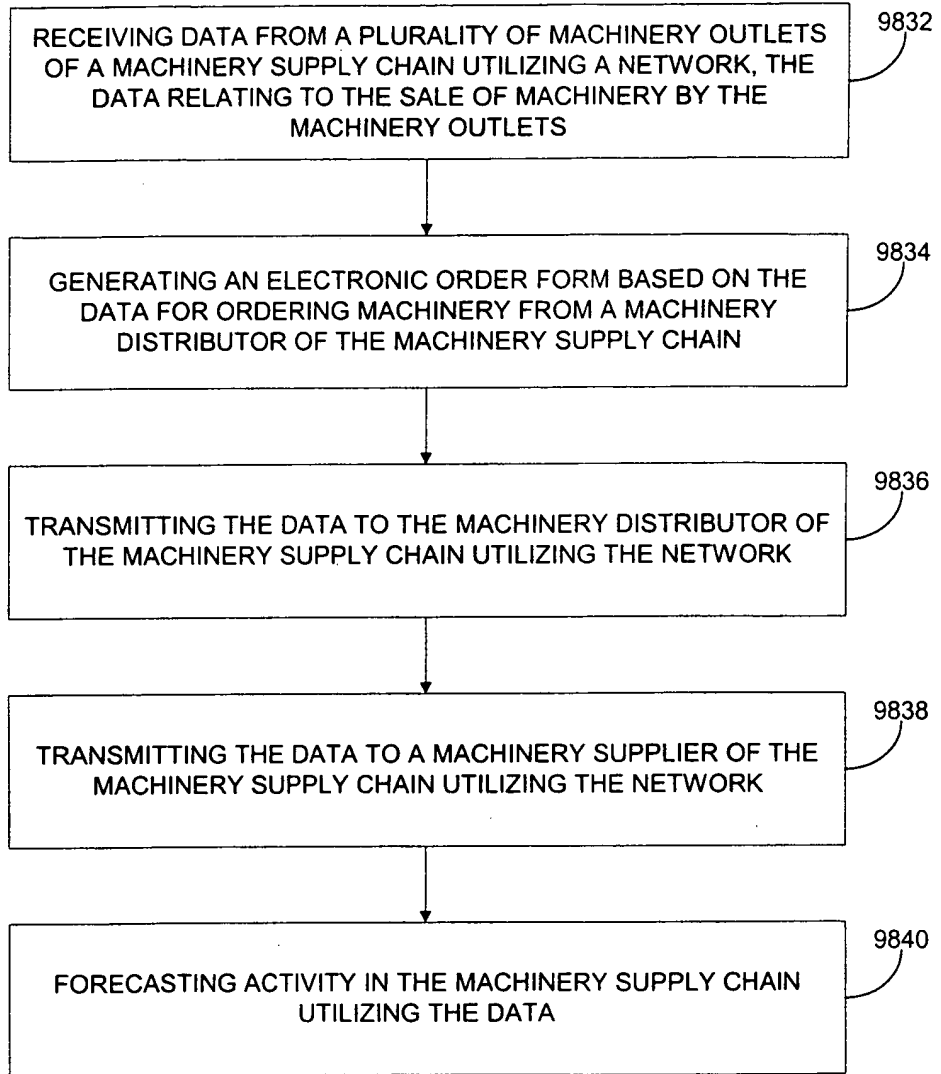 RECEIVING DATA FROM A PLURALITY OF MACHINERY OUTLETS
OF A MACHINERY SUPPLY CHAIN UTILIZING A NETWORK, THE
DATA RELATING TO THE SALE OF MACHINERY BY THE
MACHINERY OUTLETS
9832
GENERATING AN ELECTRONIC ORDER FORM BASED ON THE
DATA FOR ORDERING MACHINERY FROM A MACHINERY
DISTRIBUTOR OF THE MACHINERY SUPPLY CHAIN
9834
TRANSMITTING THE DATA TO THE MACHINERY DISTRIBUTOR OF
THE MACHINERY SUPPLY CHAIN UTILIZING THE NETWORK
9836
TRANSMITTING THE DATA TO A MACHINERY SUPPLIER OF THE
MACHINERY SUPPLY CHAIN UTILIZING THE NETWORK
9838
FORECASTING ACTIVITY IN THE MACHINERY SUPPLY CHAIN
UTILIZING THE DATA
9840